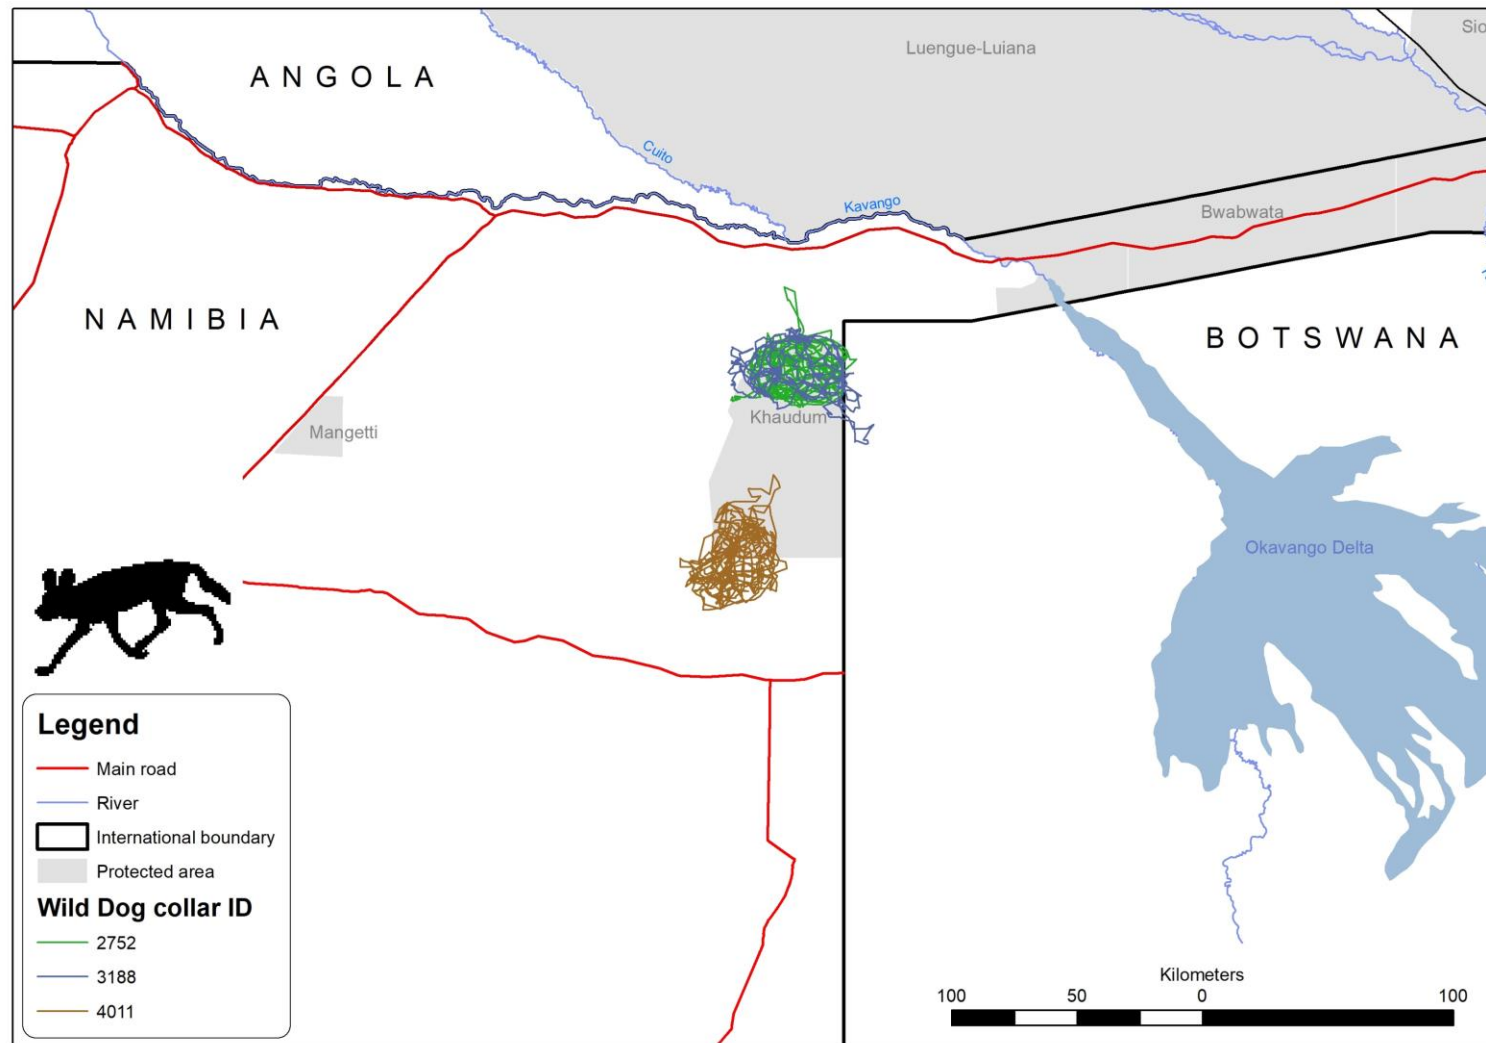 Luengue-Luiana
Sio
ANGOLA
Cuito
Kavango
Bwabwata
NAMIBIA
BOTSWANA
Khaudum
Mangetti
Okavango Delta
Legend
Main road
River
International boundary
Protected area
Wild Dog collar ID
2752
3188
4011
Kilometers
100 50 0 100